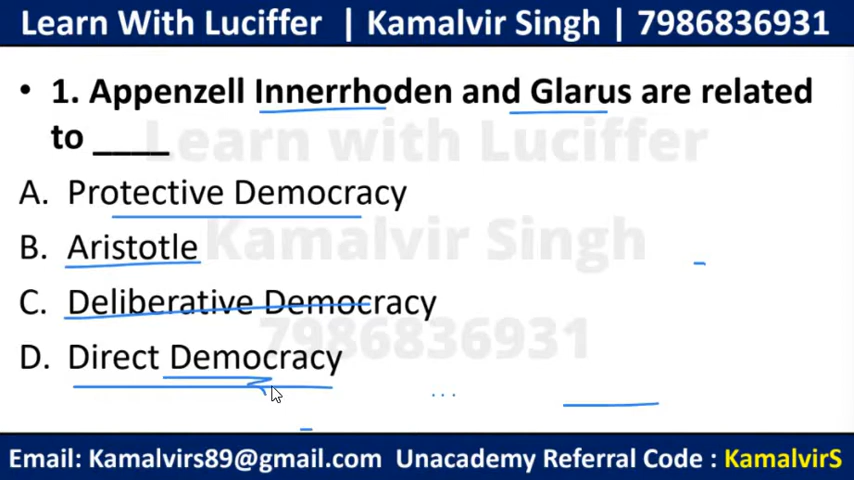 Learn With Luciffer | Kamalvir Singh | 7986836931
• 1. Appenzell Innerrhoden and Glarus are related
to ____
Learn with Luciffer
A. Protective Democracy
Kamalvir Singh
B. Aristotle
C. Deliberative Democracy
7986836931
D. Direct Democracy
Email: Kamalvirs89@gmail.com Unacademy Referral Code : KamalvirS